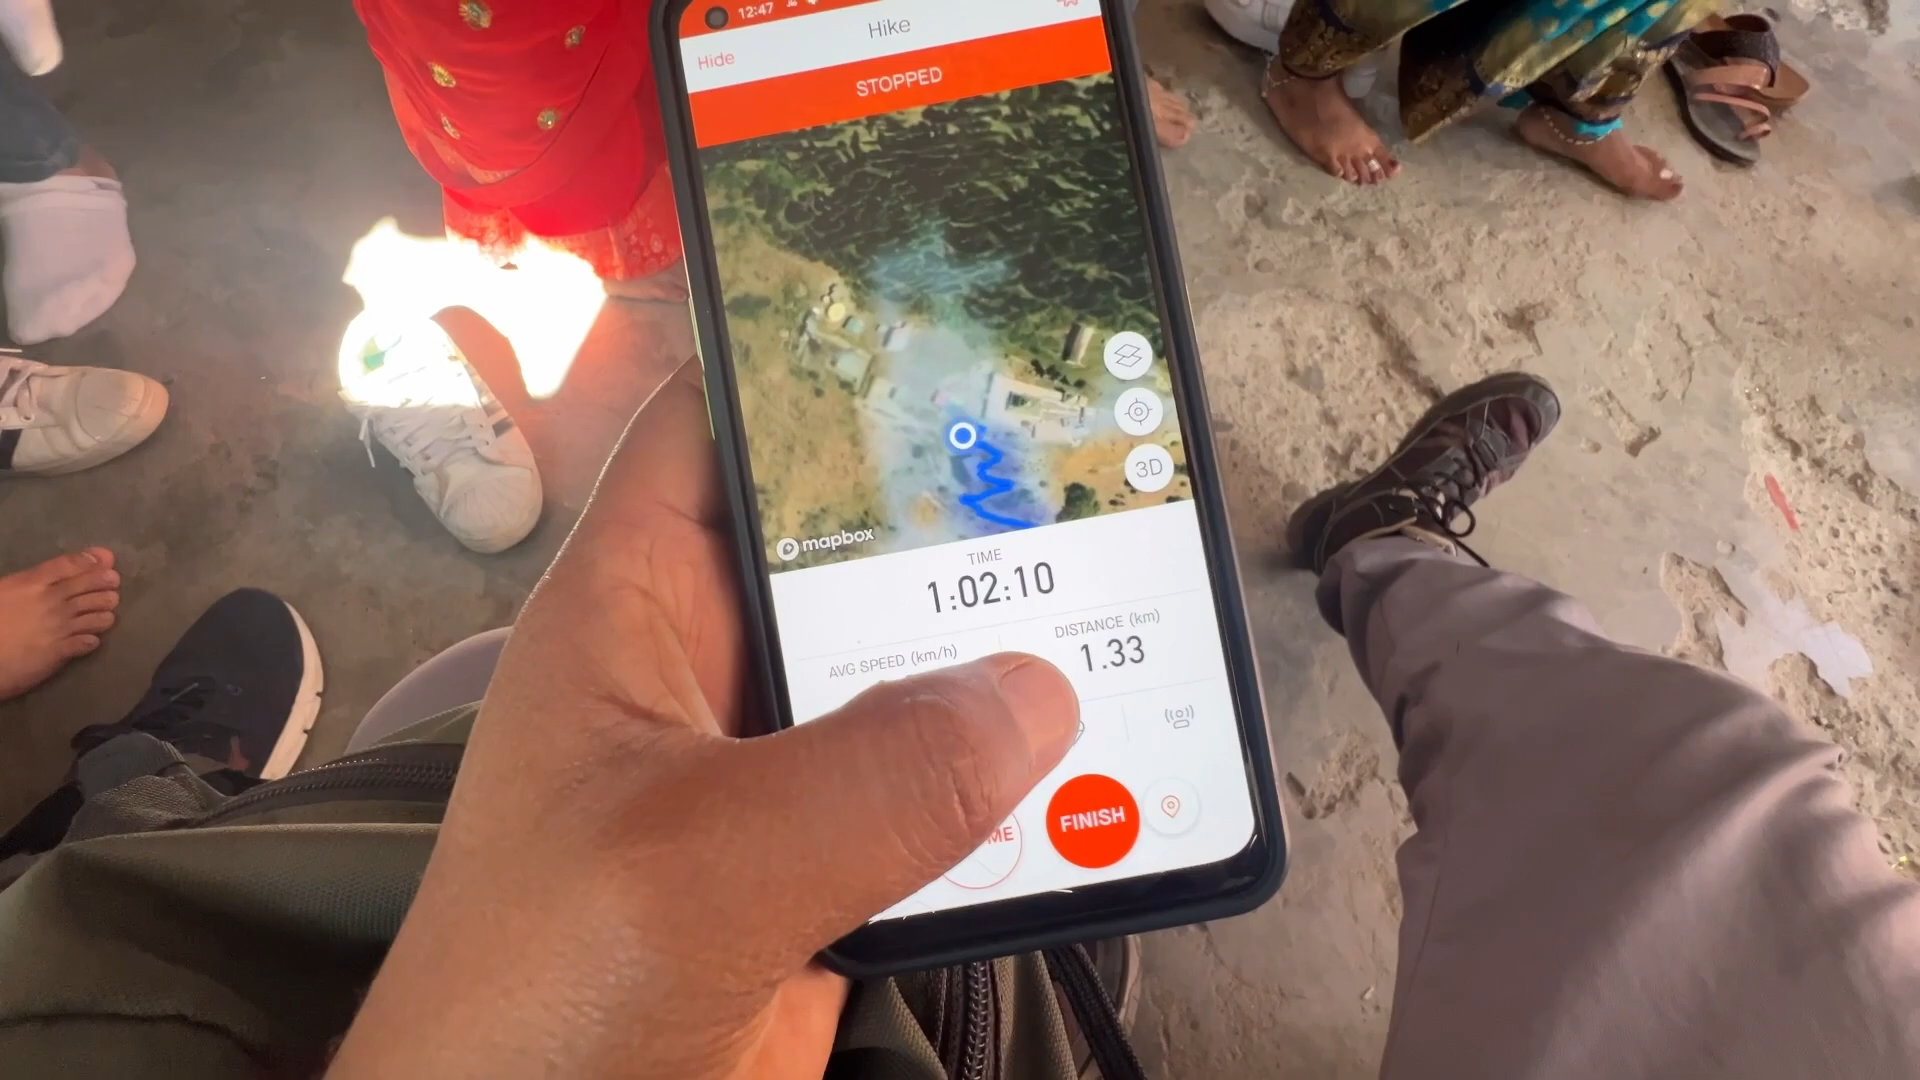 12:47
Hike
Hide
STOPPED
3D
mapbox
TIME
1:02:10
AVG SPEED (km/h)
DISTANCE (km)
1.33
FINISH